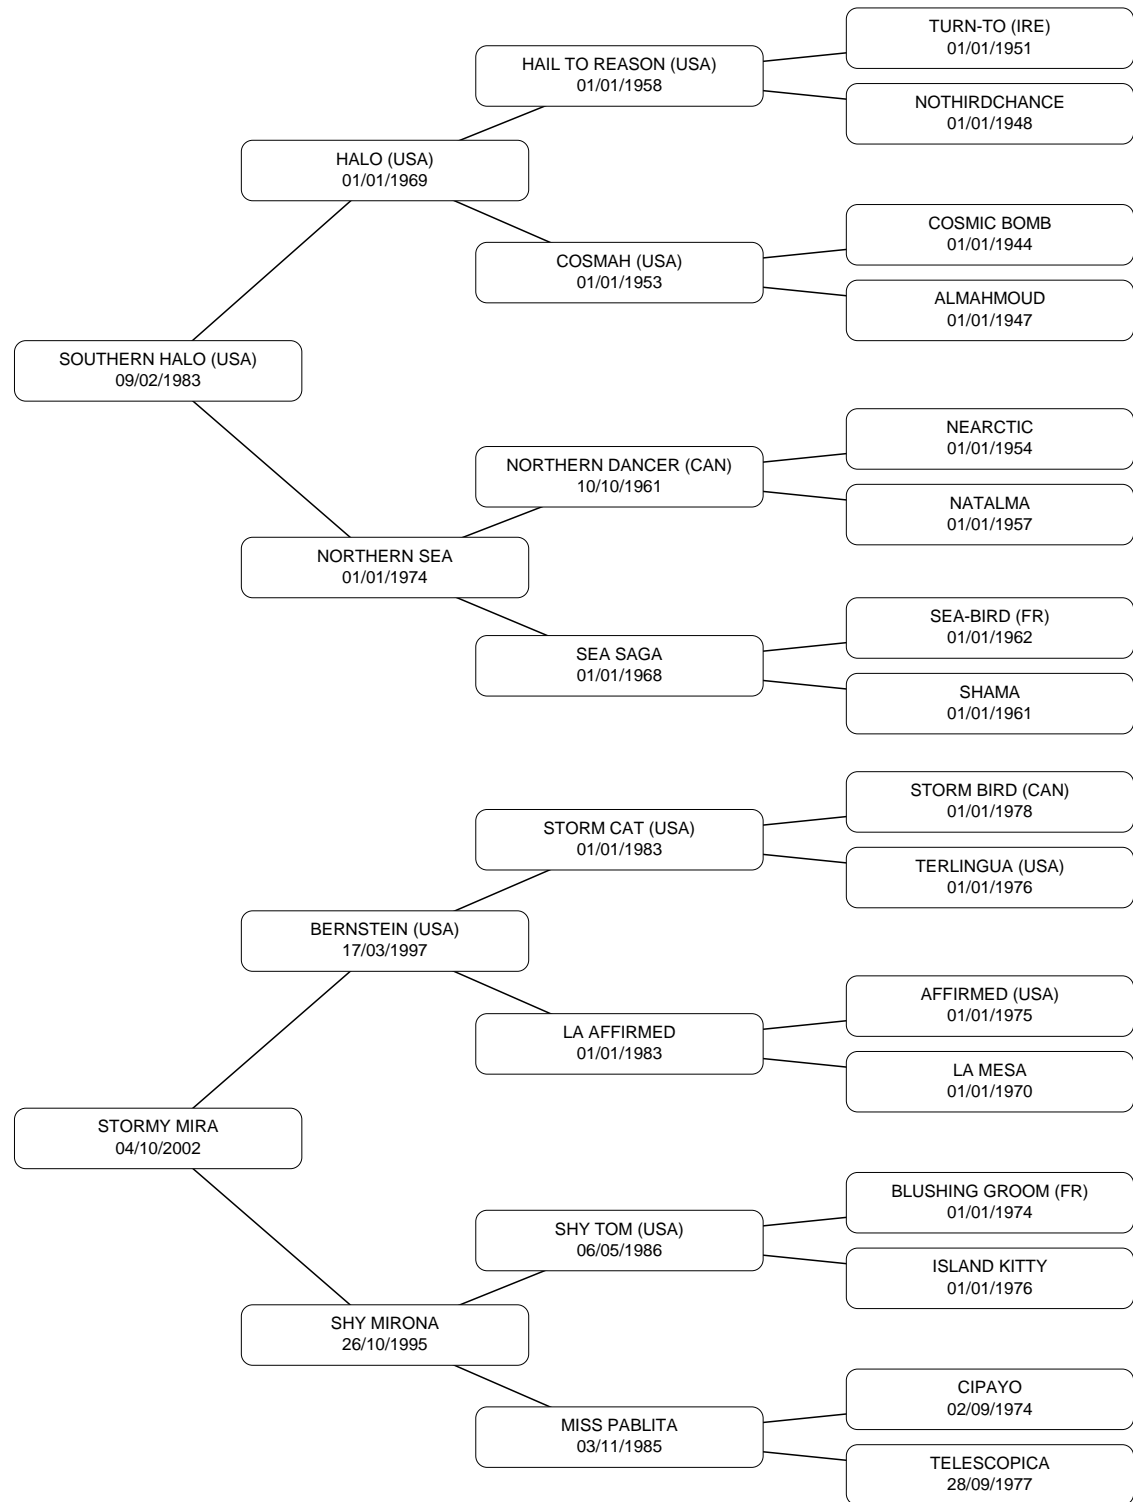 TURN-TO (IRE)
01/01/1951
HAIL TO REASON (USA)
01/01/1958
NOTHIRDCHANCE
01/01/1948
HALO (USA)
01/01/1969
COSMIC BOMB
01/01/1944
COSMAH (USA)
01/01/1953
ALMAHMOUD
01/01/1947
SOUTHERN HALO (USA)
09/02/1983
NEARCTIC
01/01/1954
NORTHERN DANCER (CAN)
10/10/1961
NATALMA
01/01/1957
NORTHERN SEA
01/01/1974
SEA-BIRD (FR)
01/01/1962
SEA SAGA
01/01/1968
SHAMA
01/01/1961
STORM BIRD (CAN)
01/01/1978
STORM CAT (USA)
01/01/1983
TERLINGUA (USA)
01/01/1976
BERNSTEIN (USA)
17/03/1997
AFFIRMED (USA)
01/01/1975
LA AFFIRMED
01/01/1983
LA MESA
01/01/1970
STORMY MIRA
04/10/2002
BLUSHING GROOM (FR)
01/01/1974
SHY TOM (USA)
06/05/1986
ISLAND KITTY
01/01/1976
SHY MIRONA
26/10/1995
CIPAYO
02/09/1974
MISS PABLITA
03/11/1985
TELESCOPICA
28/09/1977